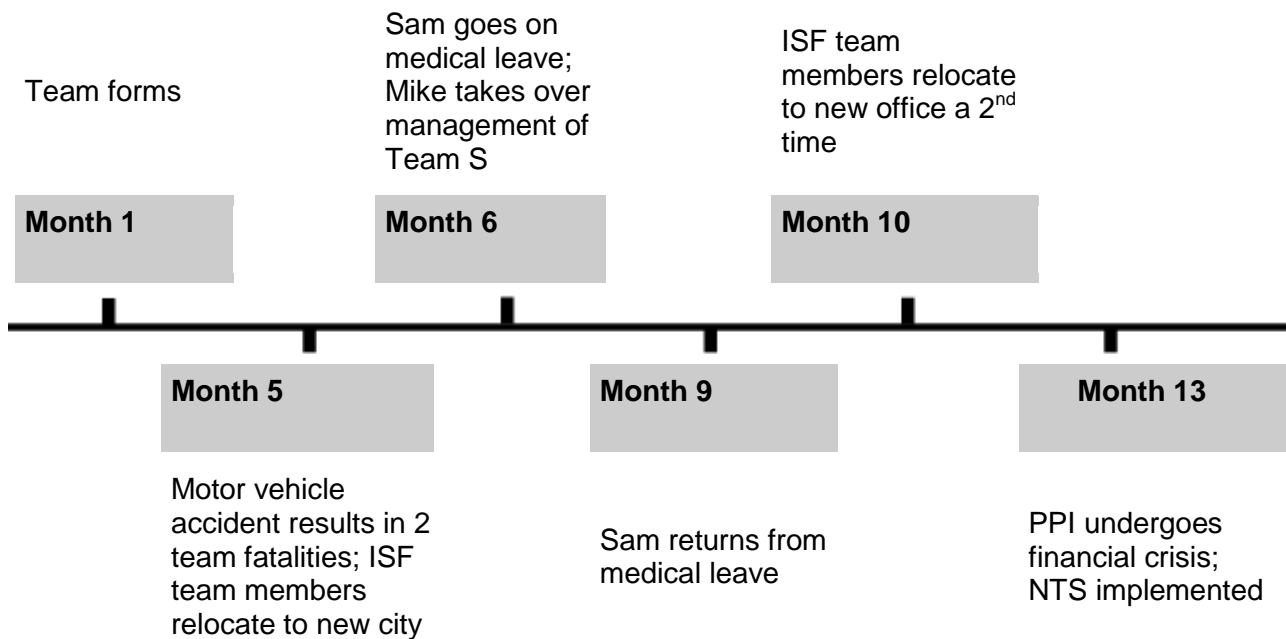 Team forms
Month 1
Sam goes on
medical leave;
Mike takes over
management of
Team S
Month 6
ISF team
members relocate
to new office a 2nd
time
Month 10
Month 5
Motor vehicle
accident results in 2
team fatalities; ISF
team members
relocate to new city
Month 9
Sam returns from
medical leave
Month 13
PPI undergoes
financial crisis;
NTS implemented